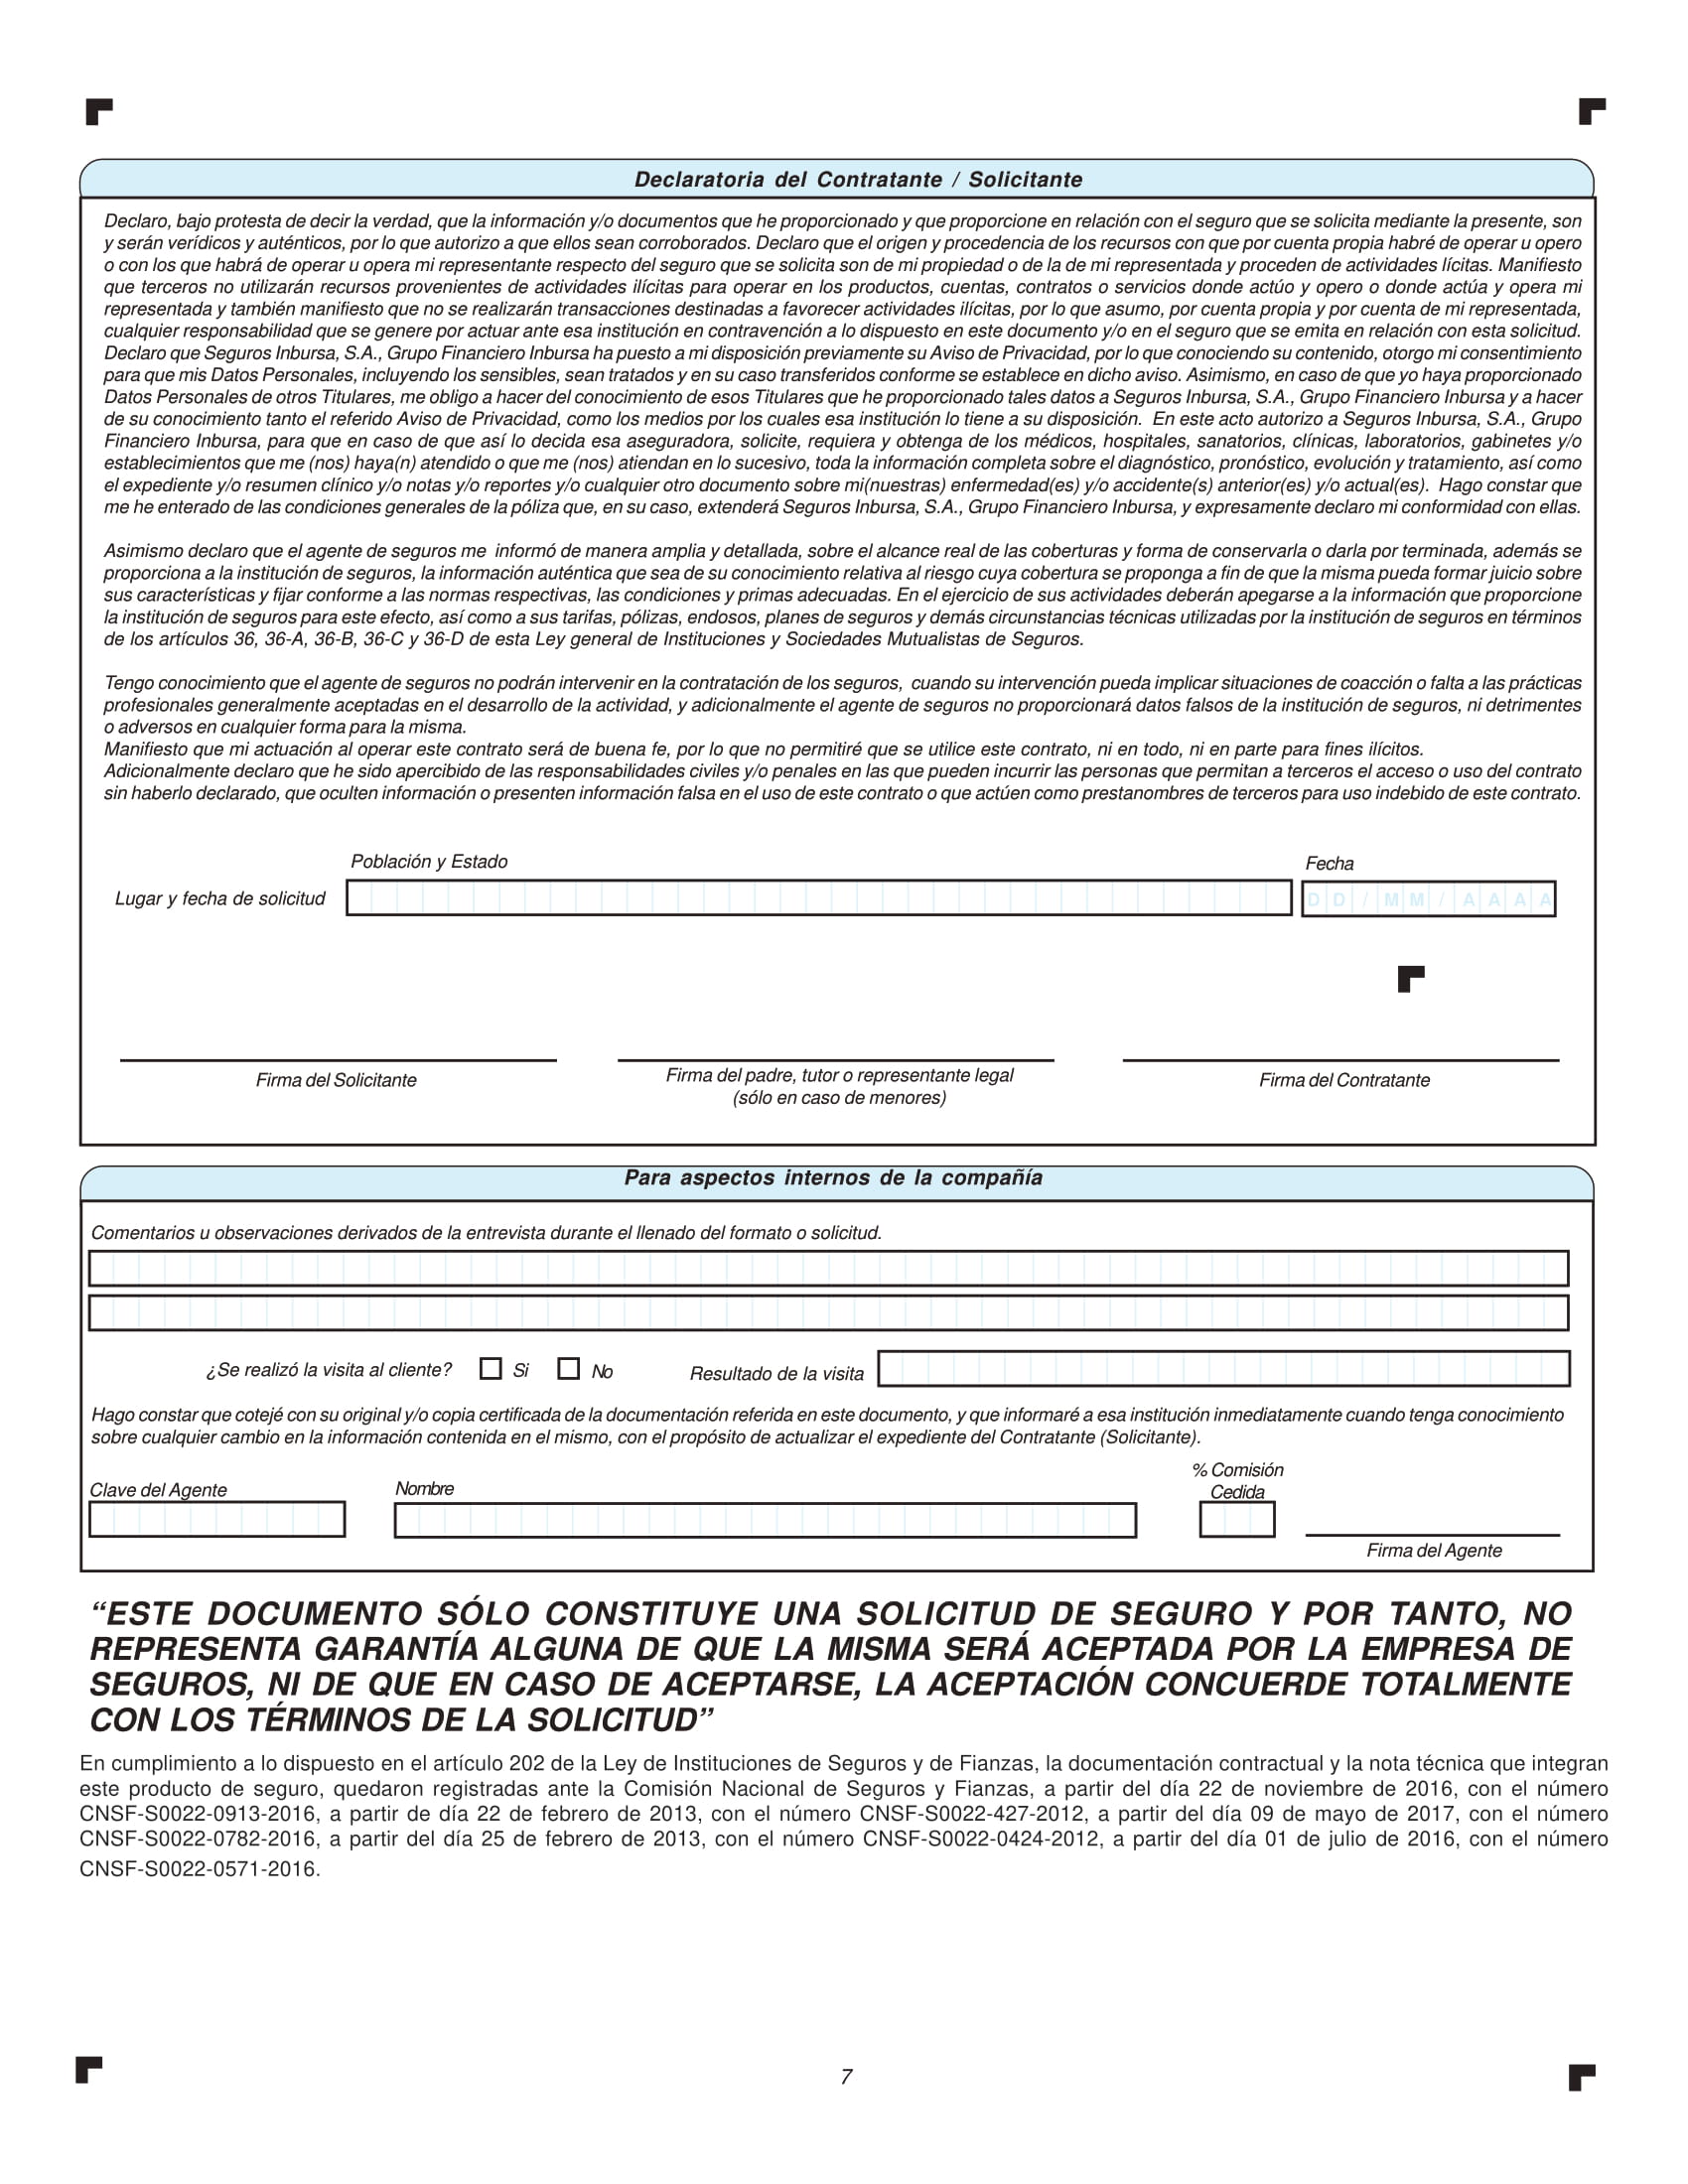 Declaratoria del Contratante / Solicitante
Declaro, bajo protesta de decir la verdad, que la información y/o documentos que he proporcionado y que proporcione en relación con el seguro que se solicita mediante la presente, son
y serán verídicos y auténticos, por lo que autorizo a que ellos sean corroborados. Declaro que el origen y procedencia de los recursos con que por cuenta propia habré de operar u opero
o con los que habrá de operar u opera mi representante respecto del seguro que se solicita son de mi propiedad o de la de mi representada y proceden de actividades lícitas. Manifiesto
que terceros no utilizarán recursos provenientes de actividades ilícitas para operar en los productos, cuentas, contratos o servicios donde actúo y opero o donde actúa y opera mi
representada y también manifiesto que no se realizarán transacciones destinadas a favorecer actividades ilícitas, por lo que asumo, por cuenta propia y por cuenta de mi representada,
cualquier responsabilidad que se genere por actuar ante esa institución en contravención a lo dispuesto en este documento y/o en el seguro que se emita en relación con esta solicitud.
Declaro que Seguros Inbursa, S.A., Grupo Financiero Inbursa ha puesto a mi disposición previamente su Aviso de Privacidad, por lo que conociendo su contenido, otorgo mi consentimiento
para que mis Datos Personales, incluyendo los sensibles, sean tratados y en su caso transferidos conforme se establece en dicho aviso. Asimismo, en caso de que yo haya proporcionado
Datos Personales de otros Titulares, me obligo a hacer del conocimiento de esos Titulares que he proporcionado tales datos a Seguros Inbursa, S.A., Grupo Financiero Inbursa y a hacer
de su conocimiento tanto el referido Aviso de Privacidad, como los medios por los cuales esa institución lo tiene a su disposición. En este acto autorizo a Seguros Inbursa, S.A., Grupo
Financiero Inbursa, para que en caso de que así lo decida esa aseguradora, solicite, requiera y obtenga de los médicos, hospitales, sanatorios, clínicas, laboratorios, gabinetes y/o
establecimientos que me (nos) haya(n) atendido o que me (nos) atiendan en lo sucesivo, toda la información completa sobre el diagnóstico, pronóstico, evolución y tratamiento, así como
el expediente y/o resumen clínico y/o notas y/o reportes y/o cualquier otro documento sobre mi(nuestras) enfermedad(es) y/o accidente(s) anterior(es) y/o actual(es). Hago constar que
me he enterado de las condiciones generales de la póliza que, en su caso, extenderá Seguros Inbursa, S.A., Grupo Financiero Inbursa, y expresamente declaro mi conformidad con ellas.
Asimismo declaro que el agente de seguros me informó de manera amplia y detallada, sobre el alcance real de las coberturas y forma de conservarla o darla por terminada, además se
proporciona a la institución de seguros, la información auténtica que sea de su conocimiento relativa al riesgo cuya cobertura se proponga a fin de que la misma pueda formar juicio sobre
sus características y fijar conforme a las normas respectivas, las condiciones y primas adecuadas. En el ejercicio de sus actividades deberán apegarse a la información que proporcione
la institución de seguros para este efecto, así como a sus tarifas, pólizas, endosos, planes de seguros y demás circunstancias técnicas utilizadas por la institución de seguros en términos
de los artículos 36, 36-A, 36-B, 36-C y 36-D de esta Ley general de Instituciones y Sociedades Mutualistas de Seguros.
Tengo conocimiento que el agente de seguros no podrán intervenir en la contratación de los seguros, cuando su intervención pueda implicar situaciones de coacción o falta a las prácticas
profesionales generalmente aceptadas en el desarrollo de la actividad, y adicionalmente el agente de seguros no proporcionará datos falsos de la institución de seguros, ni detrimentes
o adversos en cualquier forma para la misma.
Manifiesto que mi actuación al operar este contrato será de buena fe, por lo que no permitiré que se utilice este contrato, ni en todo, ni en parte para fines ilícitos.
Adicionalmente declaro que he sido apercibido de las responsabilidades civiles y/o penales en las que pueden incurrir las personas que permitan a terceros el acceso o uso del contrato
sin haberlo declarado, que oculten información o presenten información falsa en el uso de este contrato o que actúen como prestanombres de terceros para uso indebido de este contrato.
Población y Estado Fecha
Lugar y fecha de solicitud D D / M M / A A A A
Firma del Solicitante Firma del padre, tutor o representante legal Firma del Contratante
(sólo en caso de menores)
Para aspectos internos de la compañía
Comentarios u observaciones derivados de la entrevista durante el llenado del formato o solicitud.
¿Se realizó la visita al cliente? Si No Resultado de la visita
Hago constar que cotejé con su original y/o copia certificada de la documentación referida en este documento, y que informaré a esa institución inmediatamente cuando tenga conocimiento
sobre cualquier cambio en la información contenida en el mismo, con el propósito de actualizar el expediente del Contratante (Solicitante).
Clave del Agente Nombre % Comisión
Cedida
Firma del Agente
“ESTE DOCUMENTO SÓLO CONSTITUYE UNA SOLICITUD DE SEGURO Y POR TANTO, NO
REPRESENTA GARANTÍA ALGUNA DE QUE LA MISMA SERÁ ACEPTADA POR LA EMPRESA DE
SEGUROS, NI DE QUE EN CASO DE ACEPTARSE, LA ACEPTACIÓN CONCUERDE TOTALMENTE
CON LOS TÉRMINOS DE LA SOLICITUD”
En cumplimiento a lo dispuesto en el artículo 202 de la Ley de Instituciones de Seguros y de Fianzas, la documentación contractual y la nota técnica que integran
este producto de seguro, quedaron registradas ante la Comisión Nacional de Seguros y Fianzas, a partir del día 22 de noviembre de 2016, con el número
CNSF-S0022-0913-2016, a partir de día 22 de febrero de 2013, con el número CNSF-S0022-427-2012, a partir del día 09 de mayo de 2017, con el número
CNSF-S0022-0782-2016, a partir del día 25 de febrero de 2013, con el número CNSF-S0022-0424-2012, a partir del día 01 de julio de 2016, con el número
CNSF-S0022-0571-2016.
7